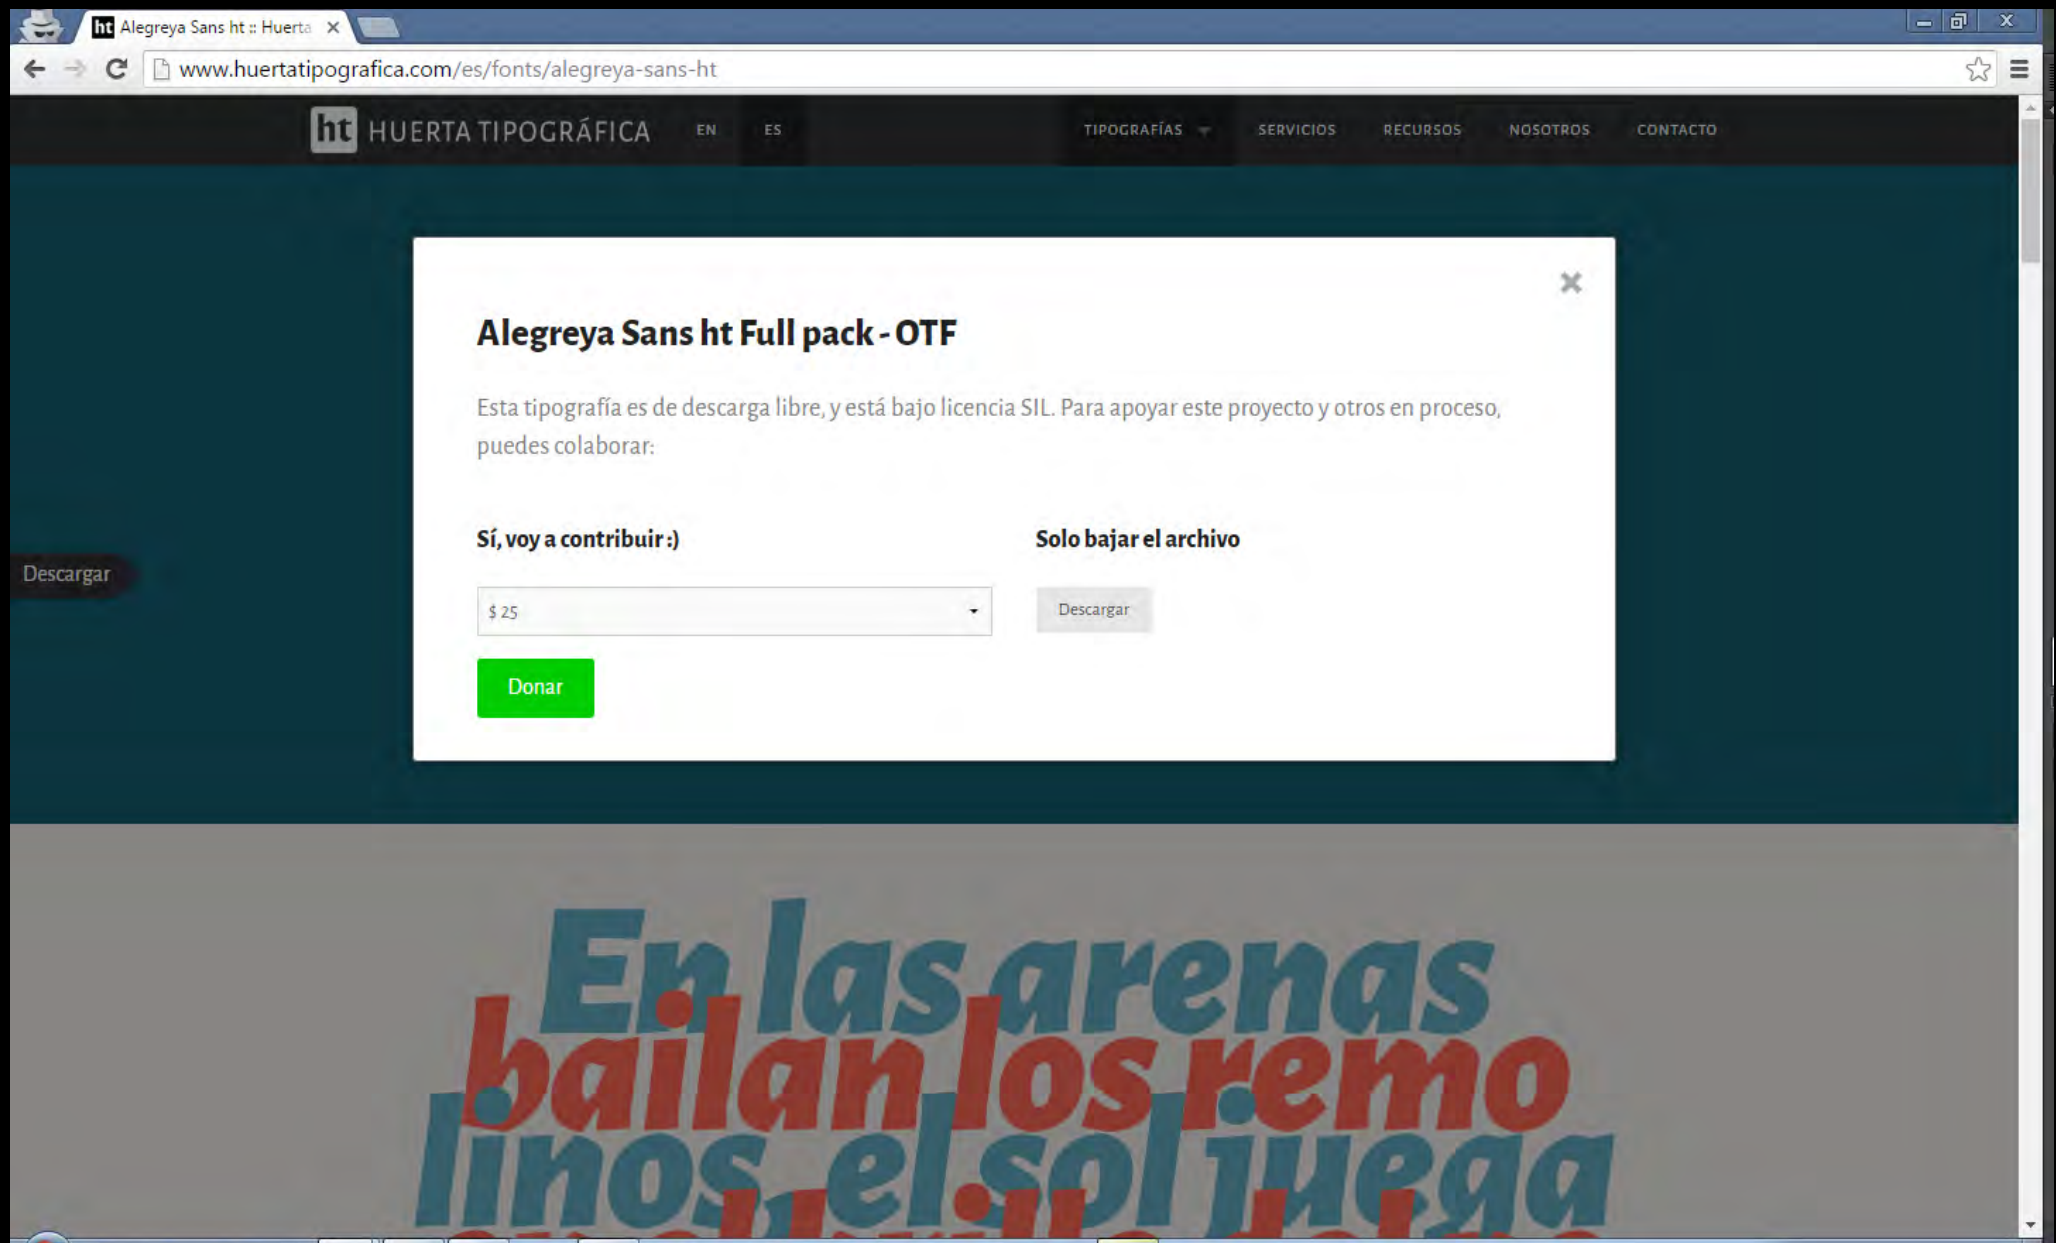 ht Alegreya Sans ht :: Huerta
www.huertatipografica.com/es/fonts/alegreya-sans-ht
ht HUERTA TIPOGRÁFICA EN ES TIPOGRAFÍAS SERVICIOS RECURSOS NOSOTROS CONTACTO
Alegreya Sans ht Full pack - OTF
Esta tipografía es de descarga libre, y está bajo licencia SIL. Para apoyar este proyecto y otros en proceso,
puedes colaborar:
Sí, voy a contribuir :)
Solo bajar el archivo
Descargar
$ 25
Descargar
Donar
En las arenas
bailan los remo
linos, el sol juega